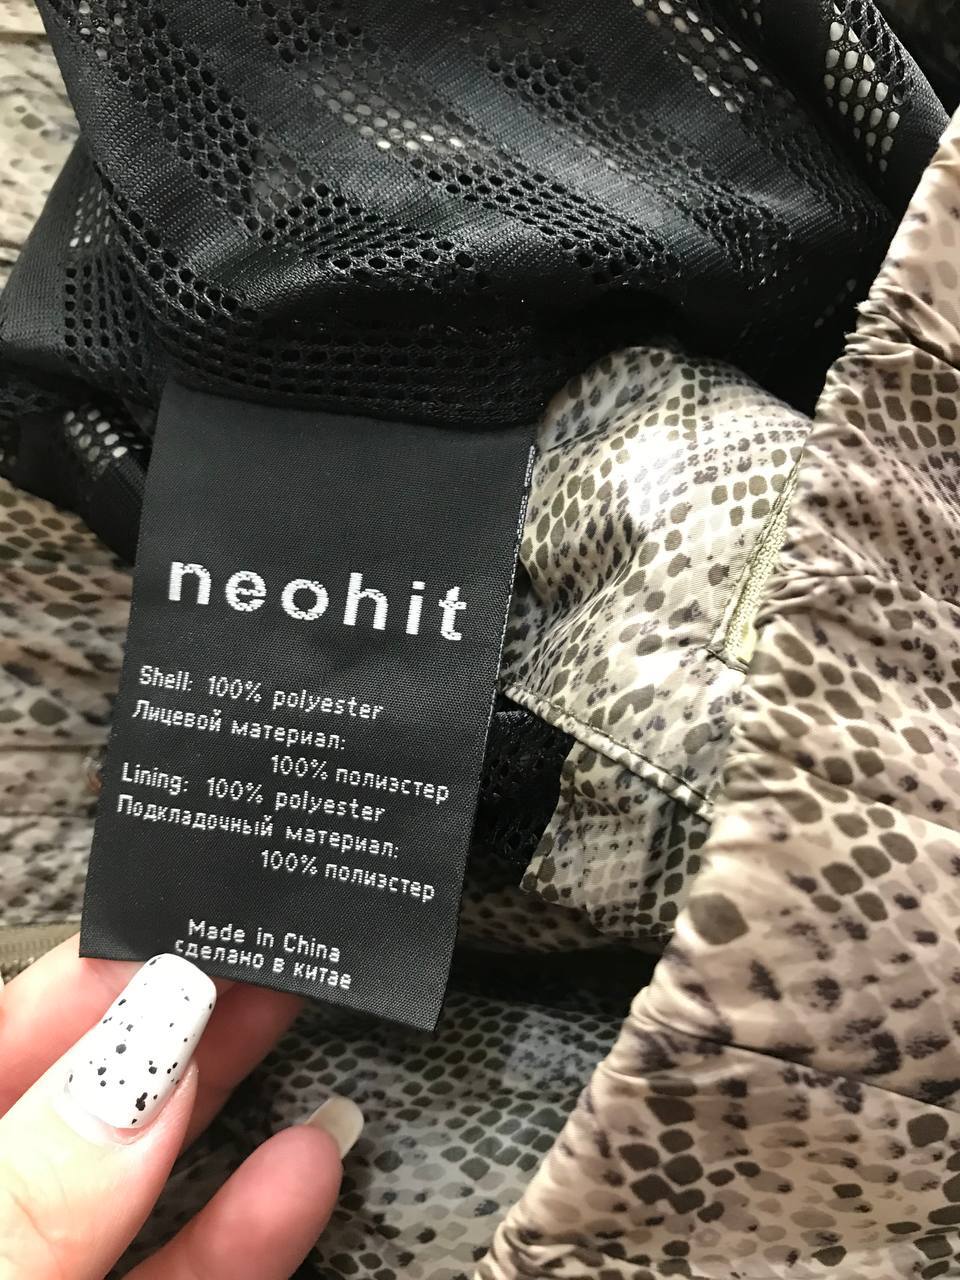 neohit
Shell: 100% polyester
Лицевой материал:
100% полиэстер
Lining: 100% polyester
Подкладочный материал:
100% полиэстер
Made in China
сделано в китае